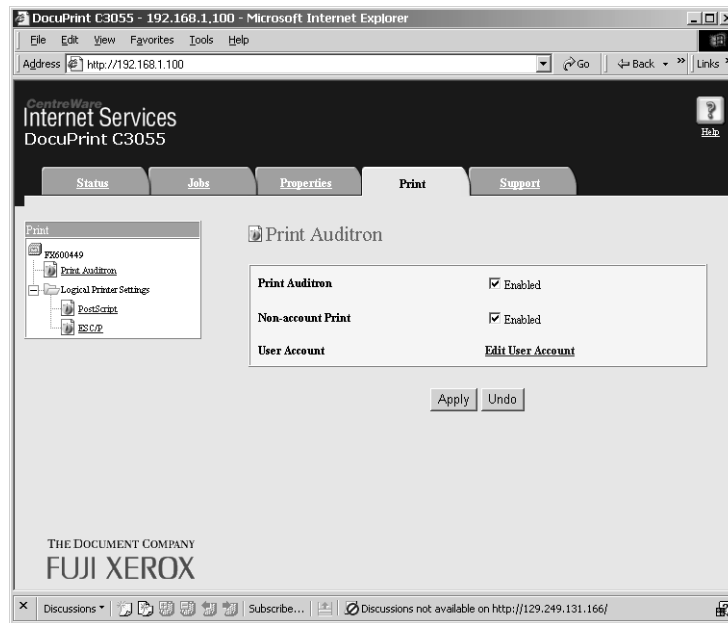 DocuPrint C3055 - 192.168.1,100 - Microsoft Internet Explorer
File Edit View Favorites Tools Help
Address http://192.168.1.100 Go Back Links
CentreWare
Internet Services
DocuPrint C3055
Help
Status Jobs Properties Print Support
Print
FX600449
Print Auditron
Logical Printer Settings
PostScript
ESC/P
Print Auditron
Print Auditron Enabled
Non-account Print Enabled
User Account Edit User Account
Apply Undo
THE DOCUMENT COMPANY
FUJI XEROX
Discussions Subscribe... Discussions not available on http://129.249.131.166/